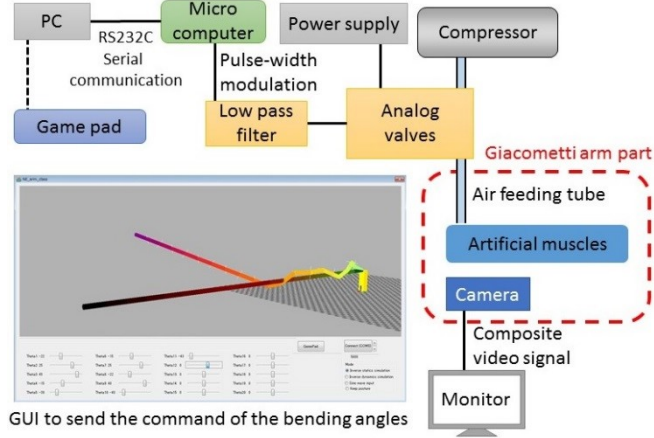 PC
Micro
computer
Power supply
Compressor
RS232C
Serial
communication
Pulse-width
modulation
Game pad
Low pass
filter
Analog
valves
Giacometti arm part
Air feeding tube
Artificial muscles
Camera
Composite
video signal
Monitor
GUI to send the command of the bending angles